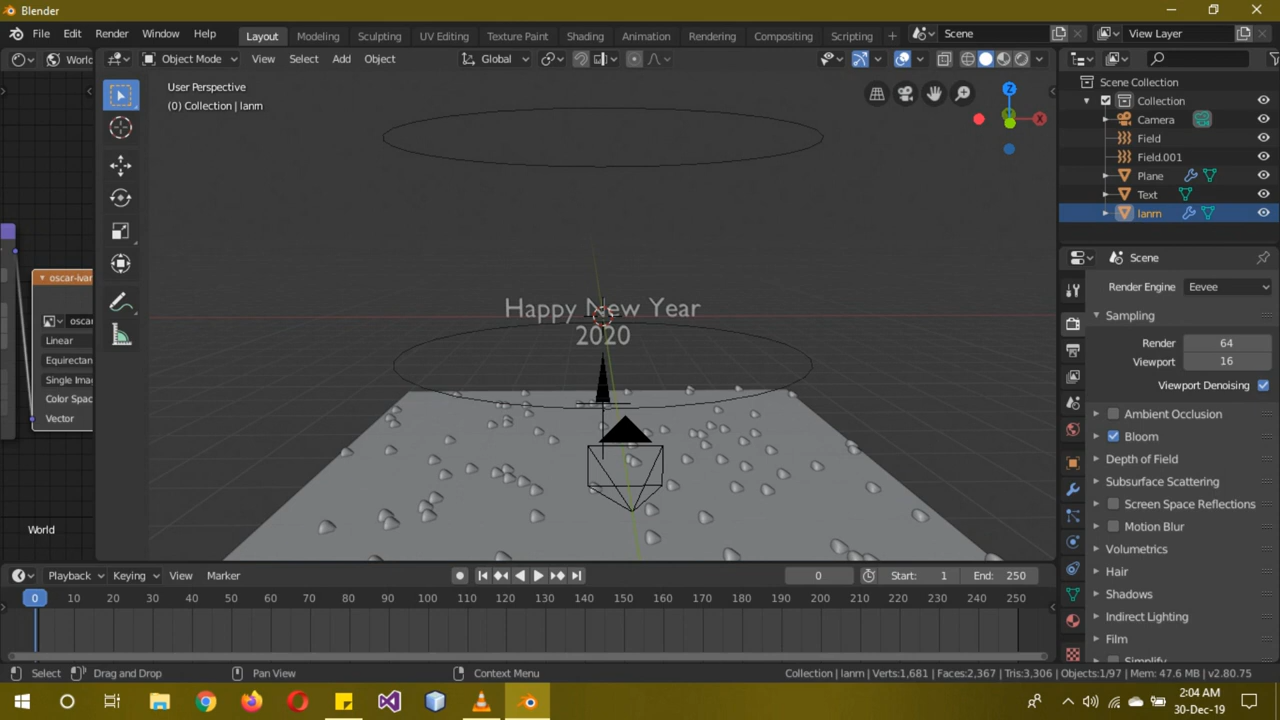 Blender
File Edit Render Window Help
Layout Modeling Sculpting UV Editing Texture Paint Shading Animation Rendering Compositing Scripting +
Scene
View Layer
World
Object Mode View Select Add Object
Global
User Perspective
(0) Collection | lanm
Z
X
Scene Collection
Collection
Camera
Field
Field.001
Plane
Text
lanm
Happy New Year
2020
oscar-ivar
oscar
Linear
Equirectan
Single Imag
Color Spac
Vector
World
Scene
Render Engine Eevee
Sampling
Render 64
Viewport 16
Viewport Denoising
Ambient Occlusion
Bloom
Depth of Field
Subsurface Scattering
Screen Space Reflections
Motion Blur
Volumetrics
Hair
Shadows
Indirect Lighting
Film
Simplify
Playback Keying View Marker
0 Start: 1 End: 250
0 10 20 30 40 50 60 70 80 90 100 110 120 130 140 150 160 170 180 190 200 210 220 230 240 250
Select Drag and Drop Pan View Context Menu
Collection | lanm | Verts:1,681 | Faces:2,367 | Tris:3,306 | Objects:1/97 | Mem: 47.6 MB | v2.80.75
2:04 AM
30-Dec-19